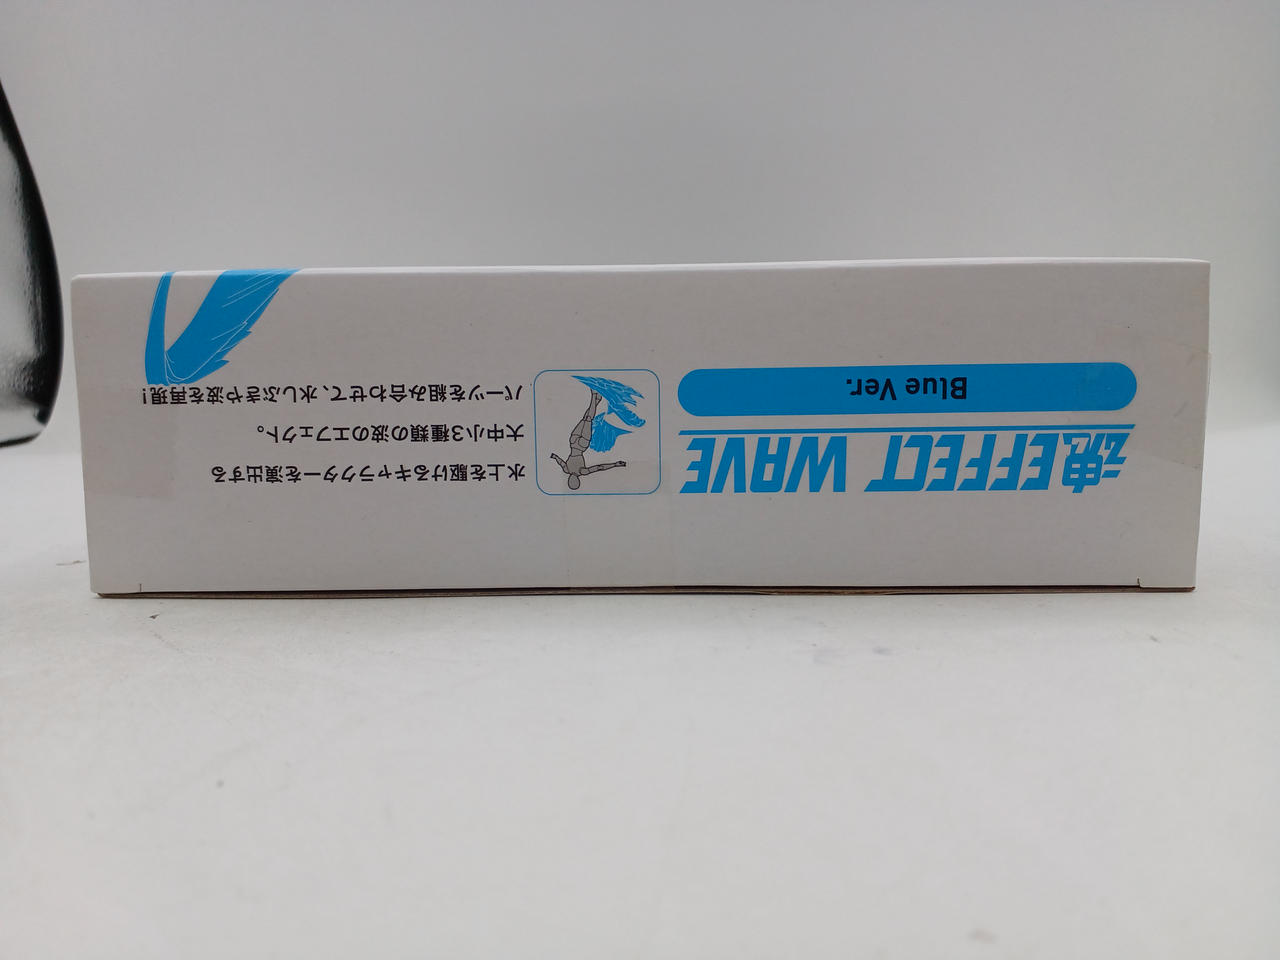 魂EFFECT WAVE
Blue Ver.
水上を駆けるキャラクターを演出する
大中小3種類の波のエフェクト。
パーツを組み合わせて、水しぶきや波を再現!